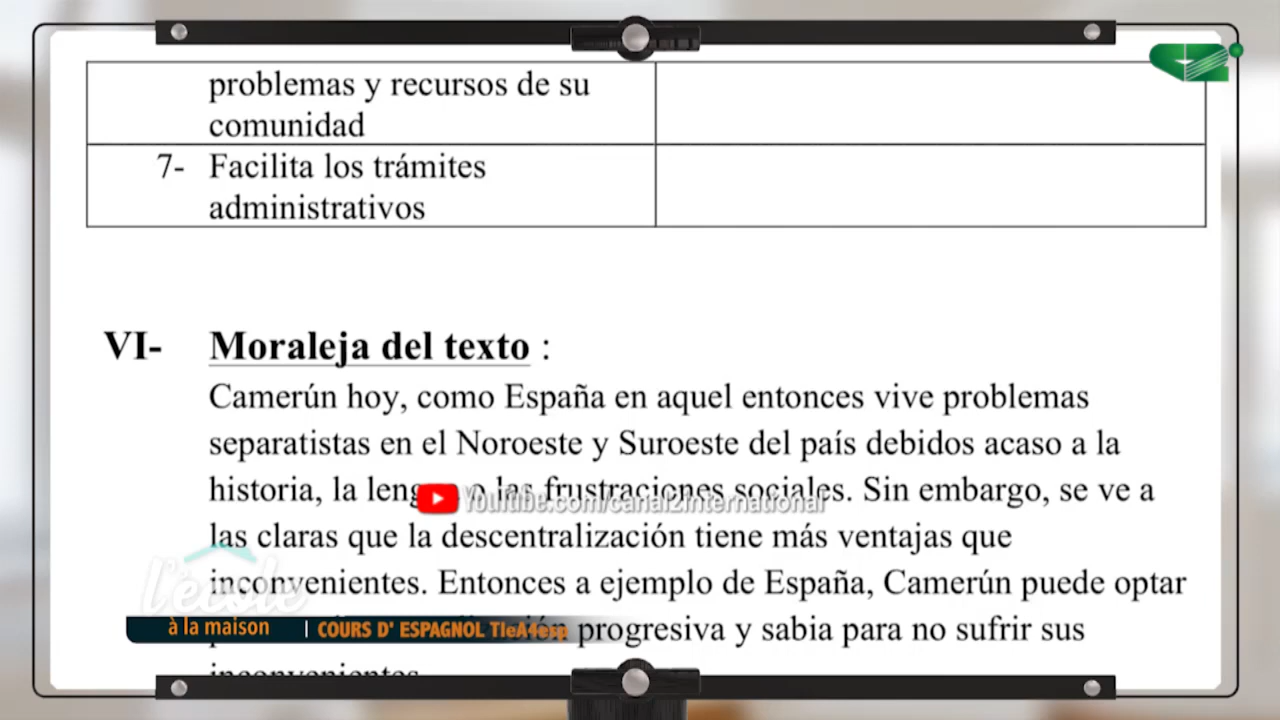 problemas y recursos de su
comunidad
7- Facilita los trámites
administrativos
VI- Moraleja del texto :
Camerún hoy, como España en aquel entonces vive problemas
separatistas en el Noroeste y Suroeste del país debidos acaso a la
historia, la o las frustraciones sociales. Sin embargo, se ve a
Youtube.com/canal2international
las claras que la descentralización tiene más ventajas que
inconvenientes. Entonces a ejemplo de España, Camerún puede optar
progresiva y sabia para no sufrir sus
inconvenientes
l'école
à la maison
COURS D' ESPAGNOL TleA4esp